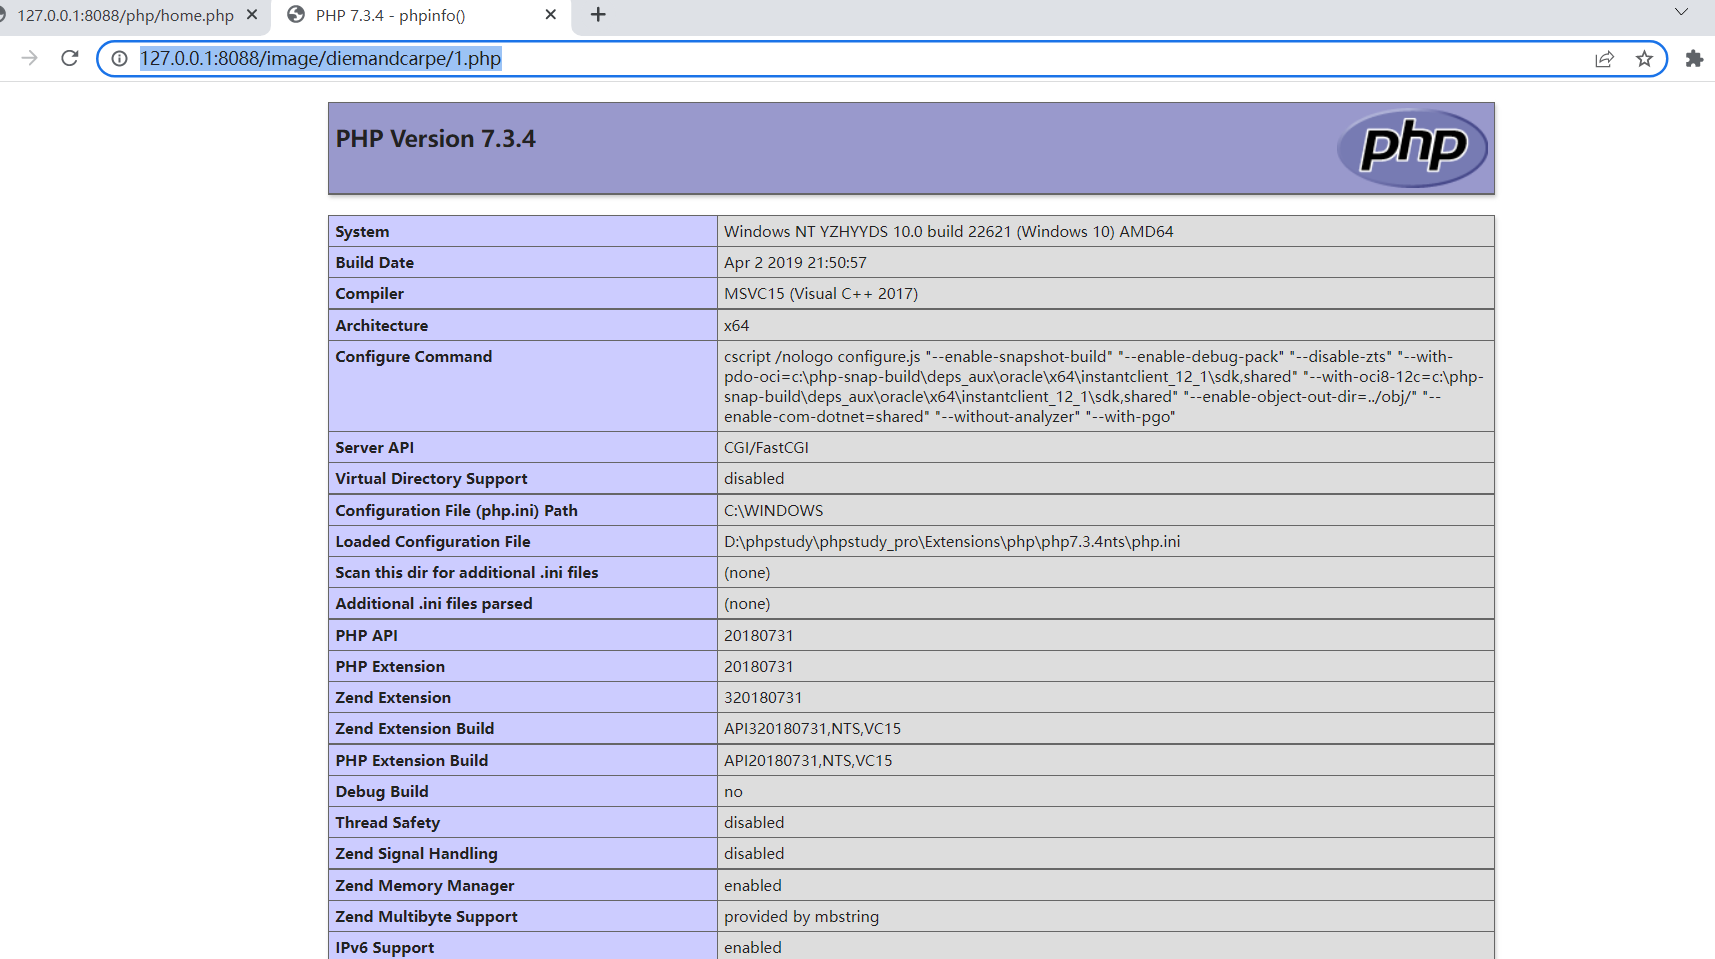 127.0.0.1:8088/php/home.php
PHP 7.3.4 - phpinfo()
127.0.0.1:8088/image/diemandcarpe/1.php
PHP Version 7.3.4
php
System
Windows NT YZHYYDS 10.0 build 22621 (Windows 10) AMD64
Build Date
Apr 2 2019 21:50:57
Compiler
MSVC15 (Visual C++ 2017)
Architecture
x64
Configure Command
cscript /nologo configure.js "--enable-snapshot-build" "--enable-debug-pack" "--disable-zts" "--with-
pdo-oci=c:\php-snap-build\deps_aux\oracle\x64\instantclient_12_1\sdk,shared" "--with-oci8-12c=c:\php-
snap-build\deps_aux\oracle\x64\instantclient_12_1\sdk,shared" "--enable-object-out-dir=../obj/" "--
enable-com-dotnet=shared" "--without-analyzer" "--with-pgo"
Server API
CGI/FastCGI
Virtual Directory Support
disabled
Configuration File (php.ini) Path
C:\WINDOWS
Loaded Configuration File
D:\phpstudy\phpstudy_pro\Extensions\php\php7.3.4nts\php.ini
Scan this dir for additional .ini files
(none)
Additional .ini files parsed
(none)
PHP API
20180731
PHP Extension
20180731
Zend Extension
320180731
Zend Extension Build
API320180731,NTS,VC15
PHP Extension Build
API20180731,NTS,VC15
Debug Build
no
Thread Safety
disabled
Zend Signal Handling
disabled
Zend Memory Manager
enabled
Zend Multibyte Support
provided by mbstring
IPv6 Support
enabled